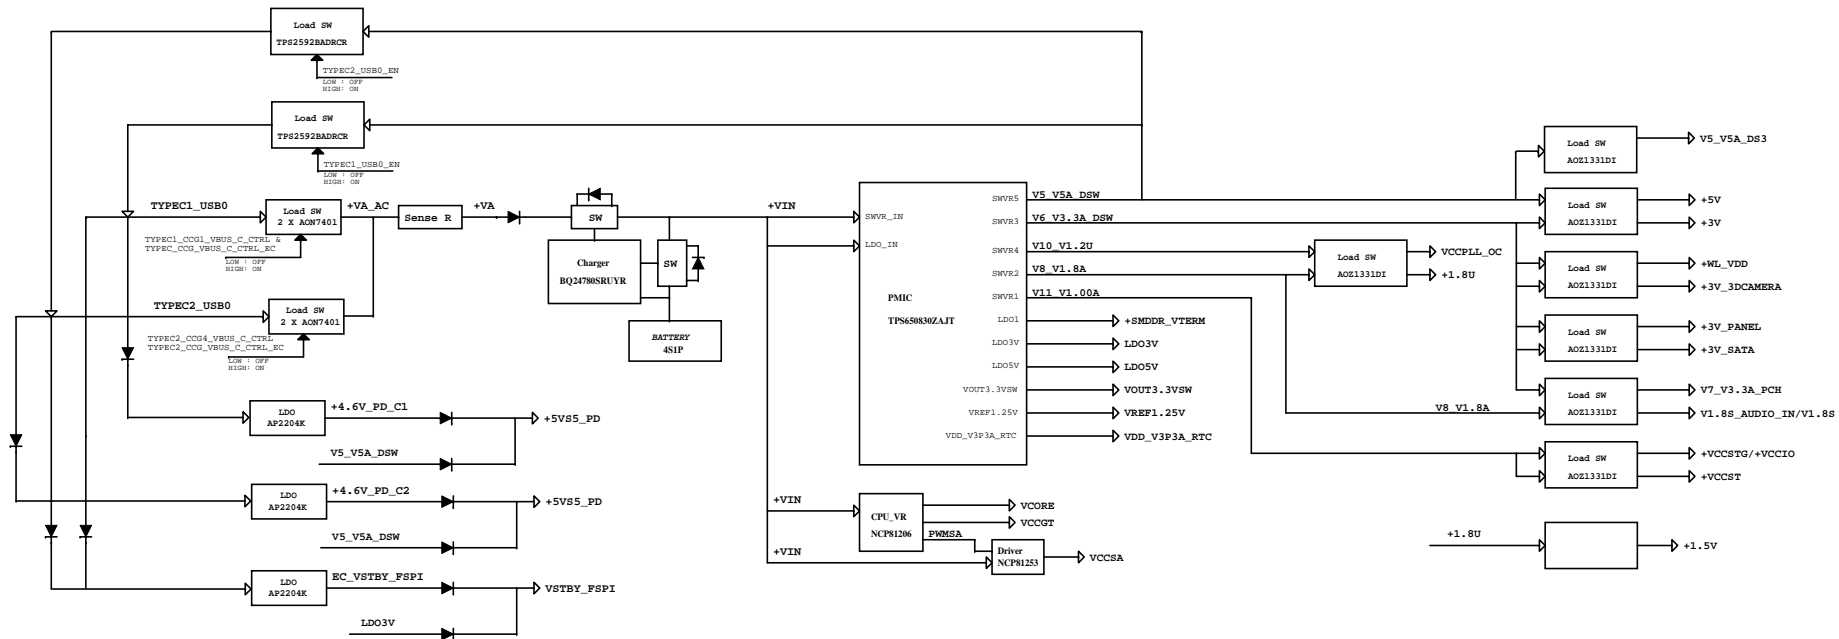 Load SW
TPS2592BADRCR
TYPEC2_USB0_EN
LOW : OFF
HIGH: ON
Load SW
TPS2592BADRCR
TYPEC1_USB0_EN
LOW : OFF
HIGH: ON
TYPEC1_USB0
Load SW
2 X AON7401
+VA_AC
Sense R
+VA
TYPEC1_CCG1_VBUS_C_CTRL &
TYPEC_CCG_VBUS_C_CTRL_EC
LOW : OFF
HIGH: ON
TYPEC2_USB0
Load SW
2 X AON7401
TYPEC2_CCG4_VBUS_C_CTRL
TYPEC2_CCG_VBUS_C_CTRL_EC
LOW : OFF
HIGH: ON
SW
Charger
BQ24780SRUYR
SW
BATTERY
4S1P
+VIN
SWVR_IN
LDO_IN
PMIC
TPS650830ZAJT
SWVR5
SWVR3
SWVR4
SWVR2
SWVR1
LDO1
LDO3V
LDO5V
VOUT3.3VSW
VREF1.25V
VDD_V3P3A_RTC
V5_V5A_DSW
V6_V3.3A_DSW
V10_V1.2U
V8_V1.8A
V11_V1.00A
+SMDDR_VTERM
LDO3V
LDO5V
VOUT3.3VSW
VREF1.25V
VDD_V3P3A_RTC
Load SW
AOZ1331DI
VCCPLL_OC
+1.8U
Load SW
AOZ1331DI
V5_V5A_DS3
Load SW
AOZ1331DI
+5V
+3V
Load SW
AOZ1331DI
+WL_VDD
+3V_3DCAMERA
Load SW
AOZ1331DI
+3V_PANEL
+3V_SATA
V8_V1.8A
Load SW
AOZ1331DI
V7_V3.3A_PCH
V1.8S_AUDIO_IN/V1.8S
Load SW
AOZ1331DI
+VCCSTG/+VCCIO
+VCCST
+1.8U
+1.5V
LDO
AP2204K
+4.6V_PD_C1
+5VS5_PD
V5_V5A_DSW
LDO
AP2204K
+4.6V_PD_C2
+5VS5_PD
V5_V5A_DSW
LDO
AP2204K
EC_VSTBY_FSPI
VSTBY_FSPI
LDO3V
+VIN
CPU_VR
NCP81206
VCORE
VCCGT
PWMSA
+VIN
Driver
NCP81253
VCCSA